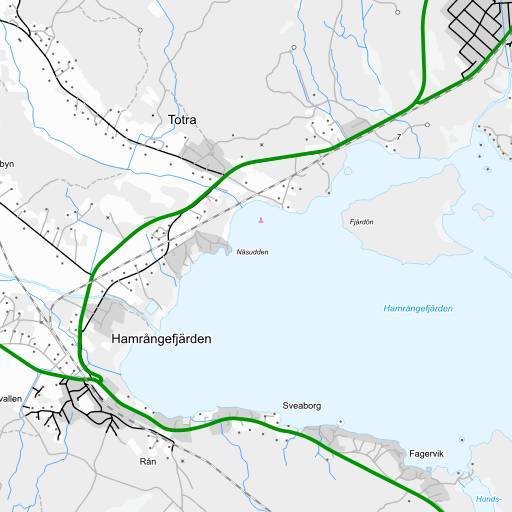 Totra
7
byn
Fjärdön
Näsudden
Hamrångefjärden
Hamrångefjärden
vallen
Sveaborg
Fagervik
Rån
Hunds-